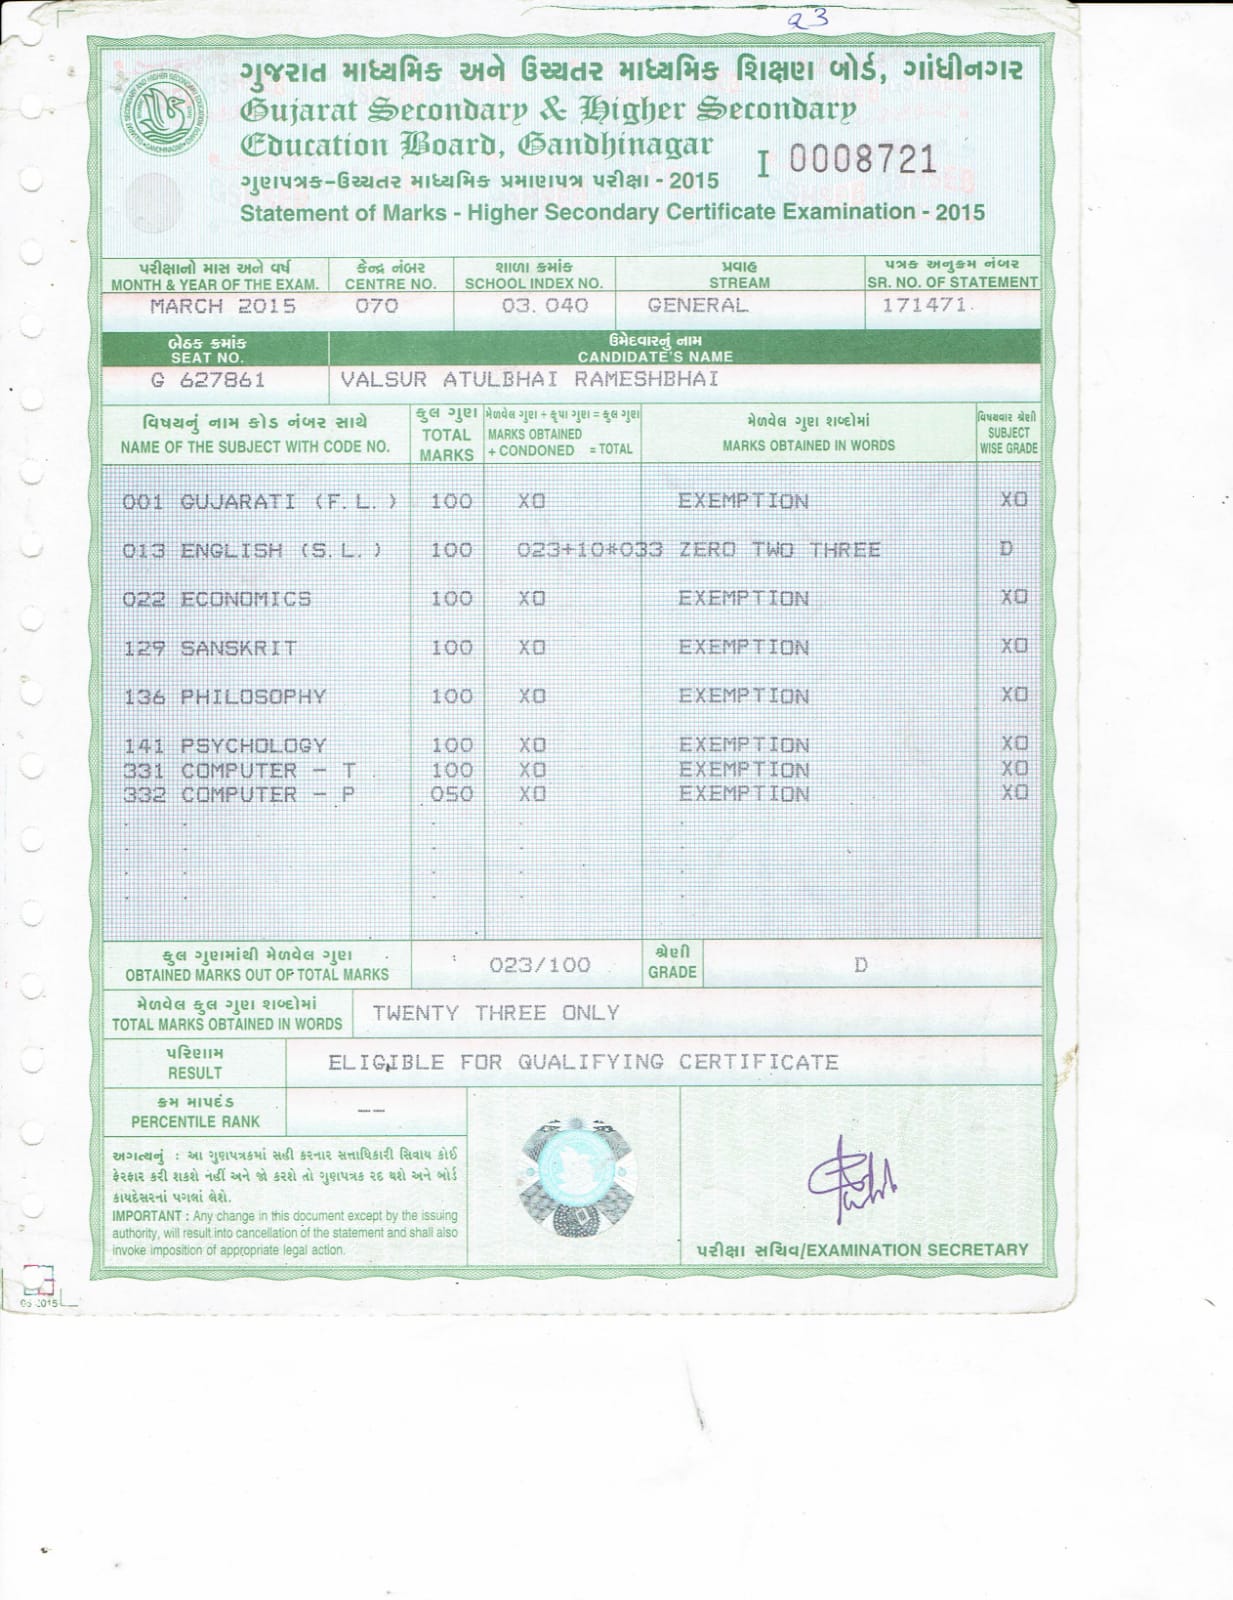 a3
ગુજરાત માધ્યમિક અને ઉચ્ચતર માધ્યમિક શિક્ષણ બોર્ડ, ગાંધીનગર
Gujarat Secondary & Higher Secondary
Education Board, Gandhinagar
I 0008721
ગુણપત્રક-ઉચ્ચતર માધ્યમિક પ્રમાણપત્ર પરીક્ષા - 2015
Statement of Marks - Higher Secondary Certificate Examination - 2015
પરીક્ષાનો માસ અને વર્ષ કેન્દ્ર નંબર શાળા ક્રમાંક પ્રવાહ પત્રક અનુક્રમ નંબર
MONTH & YEAR OF THE EXAM. CENTRE NO. SCHOOL INDEX NO. STREAM SR. NO. OF STATEMENT
MARCH 2015 070 03.040 GENERAL 171471.
બેઠક ક્રમાંક ઉમેદવારનું નામ
SEAT NO. CANDIDATE'S NAME
G 627861 VALSUR ATULBHAI RAMESHBHAI
વિષયનું નામ કોડ નંબર સાથે કુલ ગુણ મેળવેલ ગુણ + કૃપા ગુણ = કુલ ગુણ મેળવેલ ગુણ શબ્દોમાં વિષયવાર શ્રેણી
NAME OF THE SUBJECT WITH CODE NO. TOTAL MARKS MARKS OBTAINED + CONDONED = TOTAL MARKS OBTAINED IN WORDS SUBJECT WISE GRADE
001 GUJARATI (F.L.) 100 XO EXEMPTION XO
013 ENGLISH (S.L.) 100 023+10*033 ZERO TWO THREE D
022 ECONOMICS 100 XO EXEMPTION XO
129 SANSKRIT 100 XO EXEMPTION XO
136 PHILOSOPHY 100 XO EXEMPTION XO
141 PSYCHOLOGY 100 XO EXEMPTION XO
331 COMPUTER - T 100 XO EXEMPTION XO
332 COMPUTER - P 050 XO EXEMPTION XO
કુલ ગુણમાંથી મેળવેલ ગુણ શ્રેણી
OBTAINED MARKS OUT OF TOTAL MARKS 023/100 GRADE D
મેળવેલ કુલ ગુણ શબ્દોમાં
TOTAL MARKS OBTAINED IN WORDS TWENTY THREE ONLY
પરિણામ
RESULT ELIGIBLE FOR QUALIFYING CERTIFICATE
ક્રમ માપદંડ
PERCENTILE RANK --
અગત્યનું : આ ગુણપત્રકમાં સહી કરનાર સત્તાધિકારી સિવાય કોઈ
ફેરફાર કરી શકશે નહીં અને જો કરશે તો ગુણપત્રક રદ થશે અને બોર્ડ
કાયદેસરનાં પગલાં લેશે.
IMPORTANT : Any change in this document except by the issuing
authority, will result into cancellation of the statement and shall also
invoke imposition of appropriate legal action.
પરીક્ષા સચિવ/EXAMINATION SECRETARY